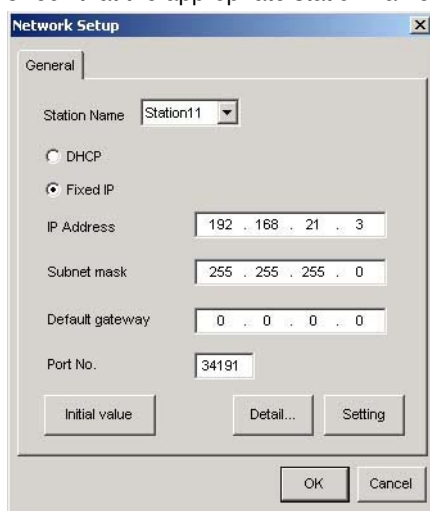 Network Setup
General
Station Name Station11
DHCP
Fixed IP
IP Address 192 . 168 . 21 . 3
Subnet mask 255 . 255 . 255 . 0
Default gateway 0 . 0 . 0 . 0
Port No. 34191
Initial value Detail... Setting
OK Cancel